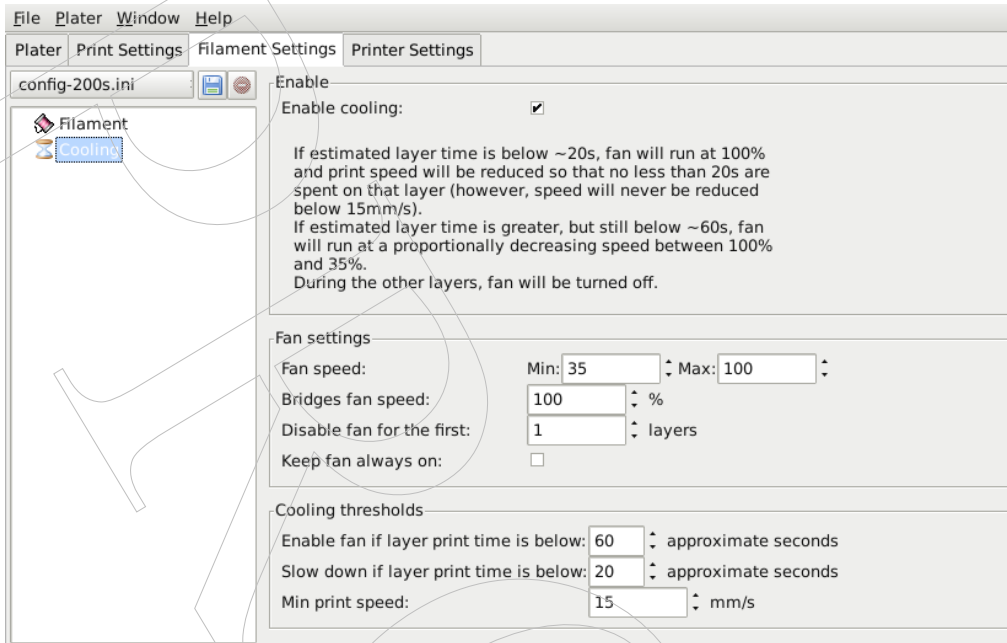 File Plater Window Help
Plater Print Settings Filament Settings Printer Settings
config-200s.ini
Filament
Cooling
Enable
Enable cooling:
If estimated layer time is below ~20s, fan will run at 100%
and print speed will be reduced so that no less than 20s are
spent on that layer (however, speed will never be reduced
below 15mm/s).
If estimated layer time is greater, but still below ~60s, fan
will run at a proportionally decreasing speed between 100%
and 35%.
During the other layers, fan will be turned off.
Fan settings
Fan speed: Min: 35 Max: 100
Bridges fan speed: 100 %
Disable fan for the first: 1 layers
Keep fan always on:
Cooling thresholds
Enable fan if layer print time is below: 60 approximate seconds
Slow down if layer print time is below: 20 approximate seconds
Min print speed: 15 mm/s